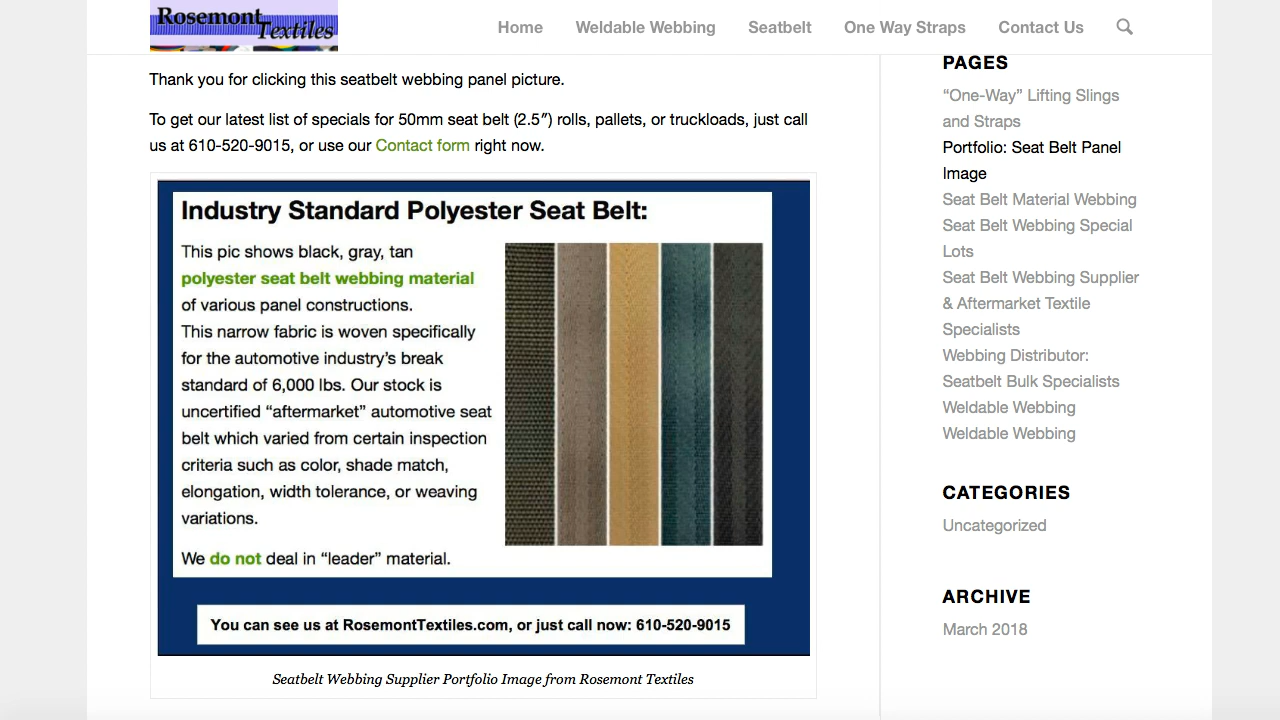 Rosemont
Textiles
Home Weldable Webbing Seatbelt One Way Straps Contact Us
Thank you for clicking this seatbelt webbing panel picture.
To get our latest list of specials for 50mm seat belt (2.5″) rolls, pallets, or truckloads, just call
us at 610-520-9015, or use our Contact form right now.
Industry Standard Polyester Seat Belt:
This pic shows black, gray, tan
polyester seat belt webbing material
of various panel constructions.
This narrow fabric is woven specifically
for the automotive industry’s break
standard of 6,000 lbs. Our stock is
uncertified “aftermarket” automotive seat
belt which varied from certain inspection
criteria such as color, shade match,
elongation, width tolerance, or weaving
variations.
We do not deal in “leader” material.
You can see us at RosemontTextiles.com, or just call now: 610-520-9015
Seatbelt Webbing Supplier Portfolio Image from Rosemont Textiles
PAGES
“One-Way” Lifting Slings
and Straps
Portfolio: Seat Belt Panel
Image
Seat Belt Material Webbing
Seat Belt Webbing Special
Lots
Seat Belt Webbing Supplier
& Aftermarket Textile
Specialists
Webbing Distributor:
Seatbelt Bulk Specialists
Weldable Webbing
Weldable Webbing
CATEGORIES
Uncategorized
ARCHIVE
March 2018